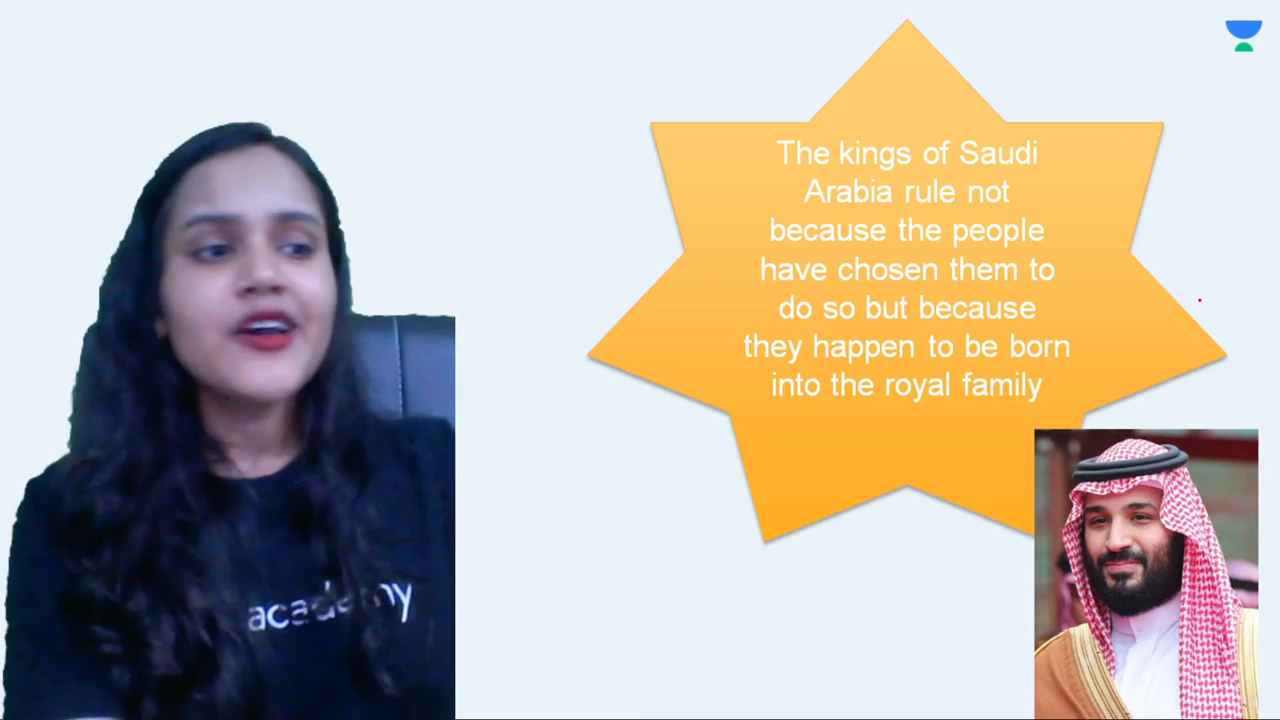 The kings of Saudi
Arabia rule not
because the people
have chosen them to
do so but because
they happen to be born
into the royal family
academy